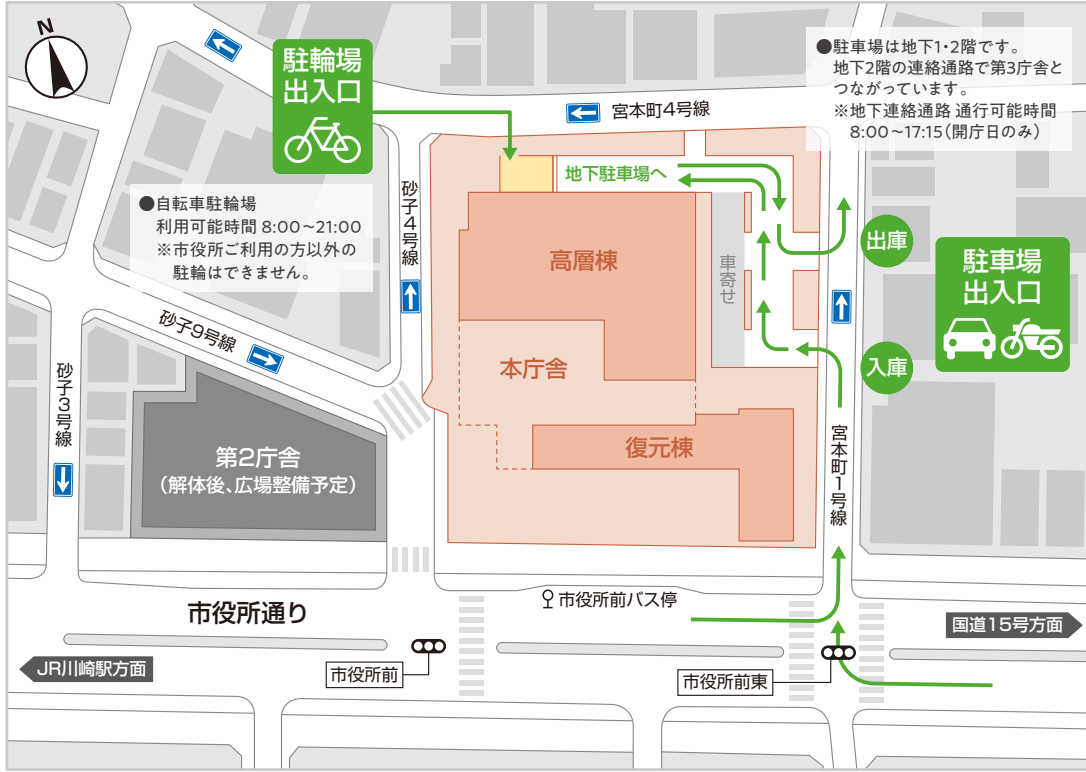 N
駐輪場
出入口
●自転車駐輪場
利用可能時間 8:00～21:00
※市役所ご利用の方以外の
駐輪はできません。
●駐車場は地下1・2階です。
地下2階の連絡通路で第3庁舎と
つながっています。
※地下連絡通路 通行可能時間
8:00～17:15(開庁日のみ)
宮本町4号線
地下駐車場へ
砂子4号線
高層棟
車寄せ
出庫
駐車場
出入口
入庫
砂子9号線
砂子3号線
本庁舎
第2庁舎
(解体後、広場整備予定)
復元棟
宮本町1号線
市役所通り
市役所前バス停
国道15号方面
JR川崎駅方面
市役所前
市役所前東